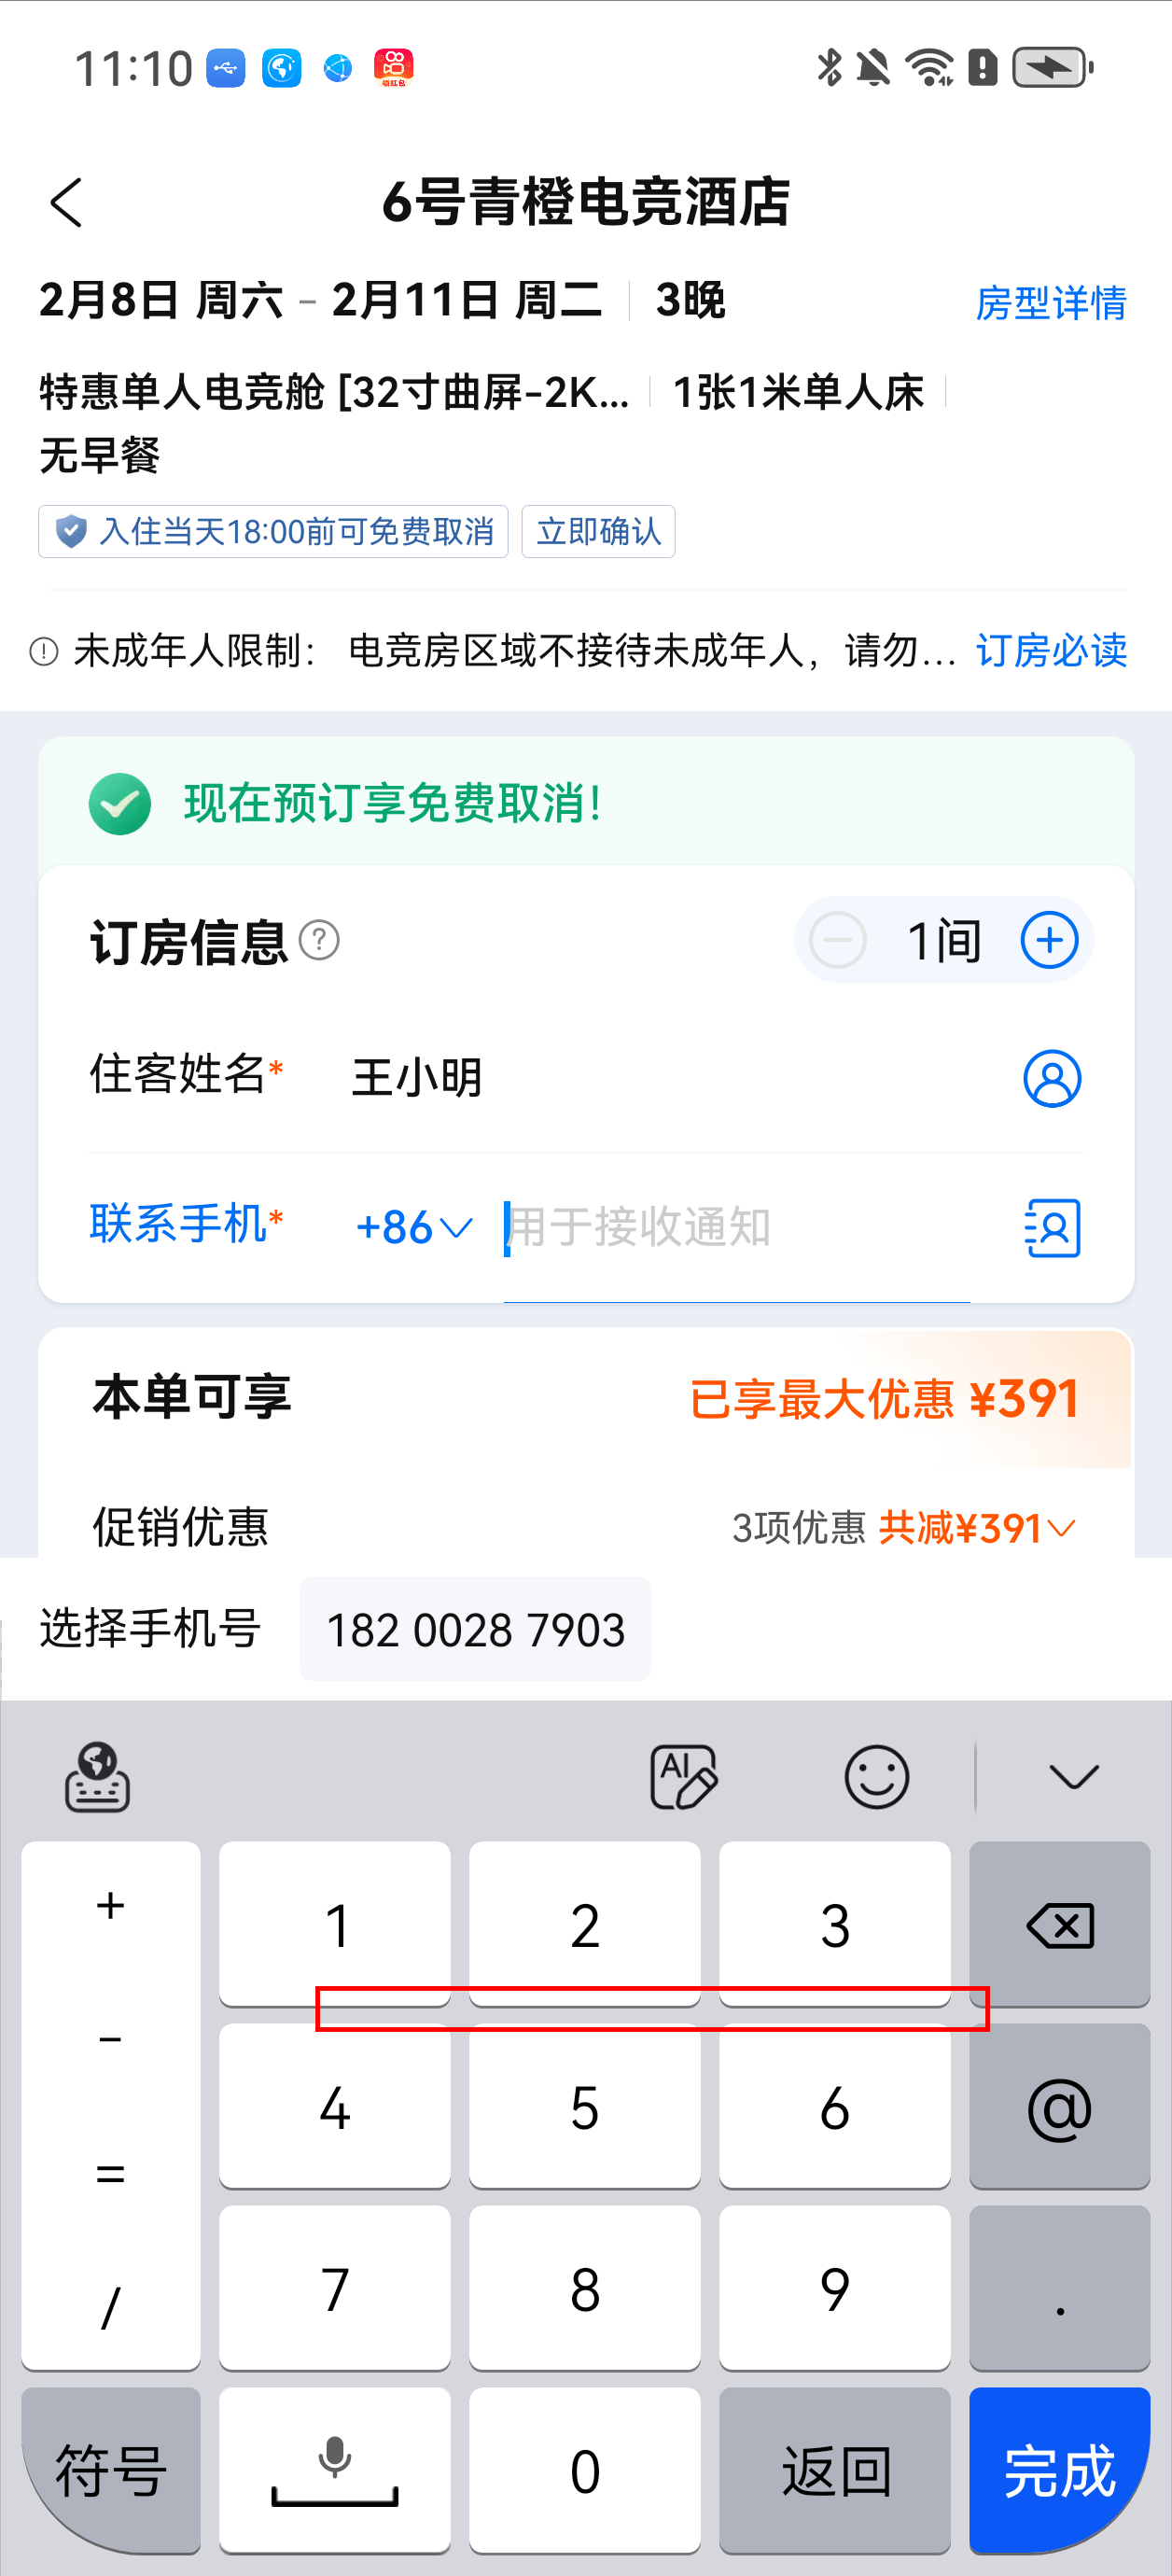 11:10
领红包
6号青橙电竞酒店
2月8日 周六 - 2月11日 周二 3晚 房型详情
特惠单人电竞舱 [32寸曲屏-2K... 1张1米单人床
无早餐
入住当天18:00前可免费取消 立即确认
未成年人限制： 电竞房区域不接待未成年人，请勿... 订房必读
现在预订享免费取消！
订房信息 ? 1间
住客姓名* 王小明
联系手机* +86 用于接收通知
本单可享 已享最大优惠 ¥391
促销优惠 3项优惠 共减¥391
选择手机号 182 0028 7903
AI
+ 1 2 3
- 4 5 6 @
= 7 8 9 .
/
符号 0 返回 完成